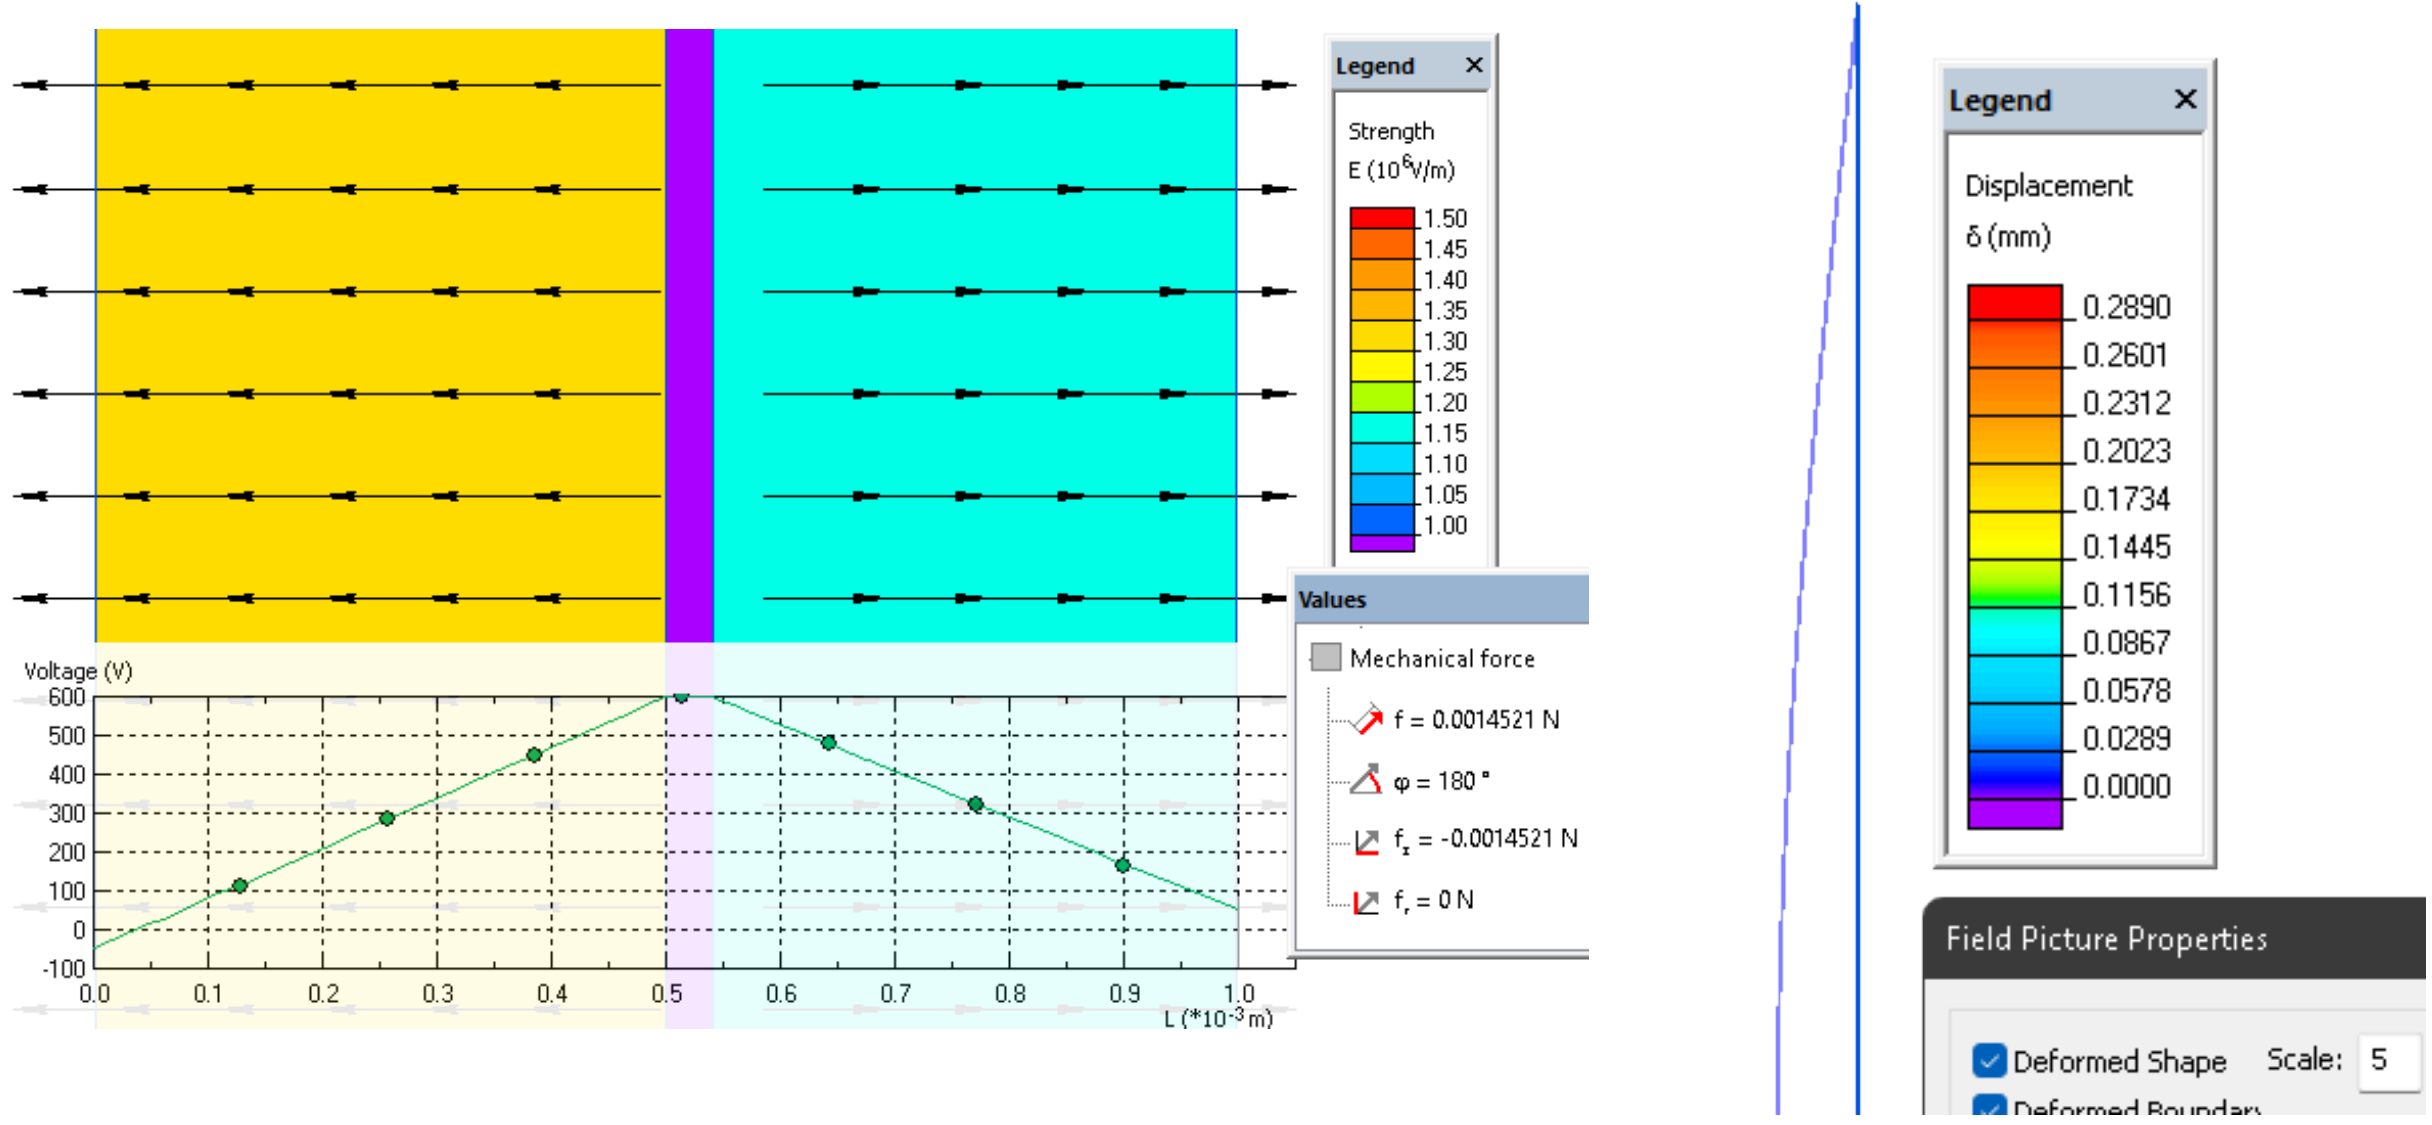 Legend ×
Strength
E (10⁶V/m)
1.50
1.45
1.40
1.35
1.30
1.25
1.20
1.15
1.10
1.05
1.00
Values
Mechanical force
f = 0.0014521 N
φ = 180 °
fz = -0.0014521 N
fr = 0 N
Voltage (V)
600
500
400
300
200
100
0
-100
0.0 0.1 0.2 0.3 0.4 0.5 0.6 0.7 0.8 0.9 1.0
L (*10⁻³ m)
Legend ×
Displacement
δ (mm)
0.2890
0.2601
0.2312
0.2023
0.1734
0.1445
0.1156
0.0867
0.0578
0.0289
0.0000
Field Picture Properties
Deformed Shape Scale: 5
Deformed Boundary